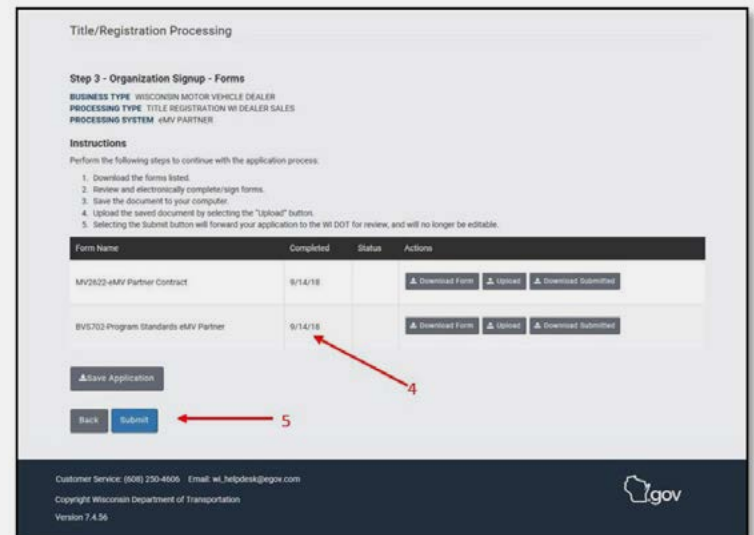 Title/Registration Processing
Step 3 - Organization Signup - Forms
BUSINESS TYPE WISCONSIN MOTOR VEHICLE DEALER
PROCESSING TYPE TITLE REGISTRATION WI DEALER SALES
PROCESSING SYSTEM eMV PARTNER
Instructions
Perform the following steps to continue with the application process.
1. Download the forms listed.
2. Review and electronically complete/sign forms.
3. Save the document to your computer.
4. Upload the saved document by selecting the "Upload" button.
5. Selecting the Submit button will forward your application to the WI DOT for review, and will no longer be editable.
Form Name Completed Status Actions
MV2622-eMV Partner Contract 9/14/18 Download Form Upload Download Submitted
BVS702-Program Standards eMV Partner 9/14/18 Download Form Upload Download Submitted
4
Save Application
Back Submit 5
Customer Service: (608) 250-4606 Email: wi_helpdesk@egov.com
Copyright Wisconsin Department of Transportation
Version 7.4.56
.gov